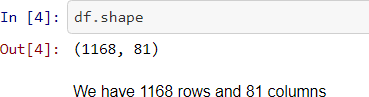 In [4]: df.shape
Out[4]: (1168, 81)
We have 1168 rows and 81 columns